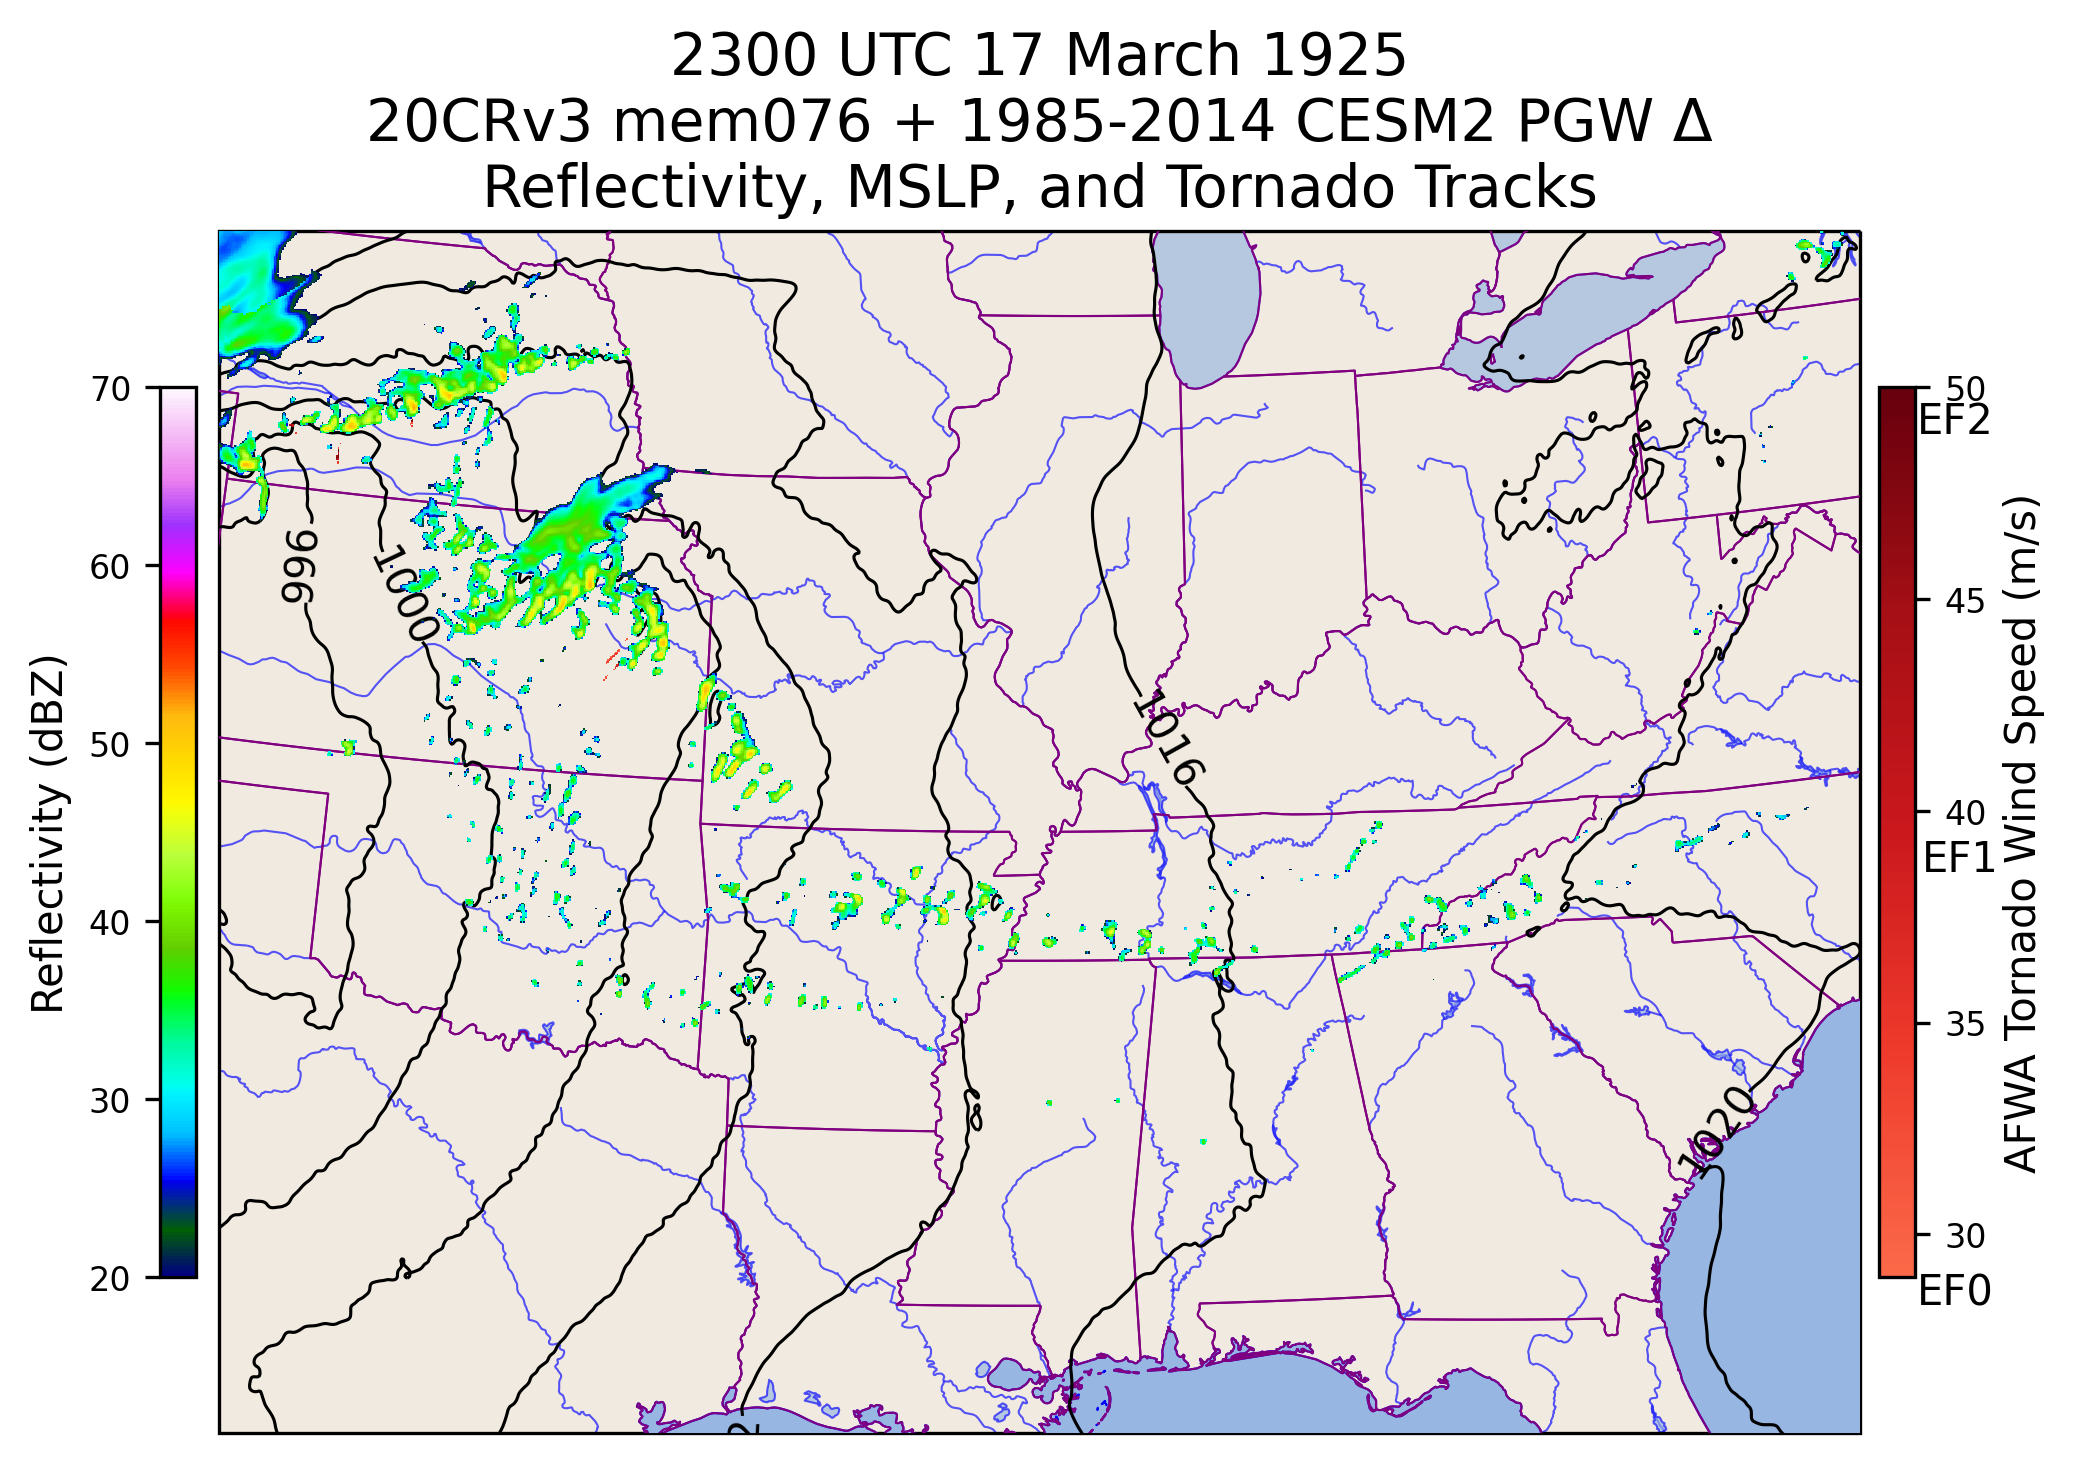 2300 UTC 17 March 1925
20CRv3 mem076 + 1985-2014 CESM2 PGW Δ
Reflectivity, MSLP, and Tornado Tracks
70
60
50
40
30
20
Reflectivity (dBZ)
996
1000
1016
1020
2
50
EF2
45
40
EF1
35
30
EF0
AFWA Tornado Wind Speed (m/s)